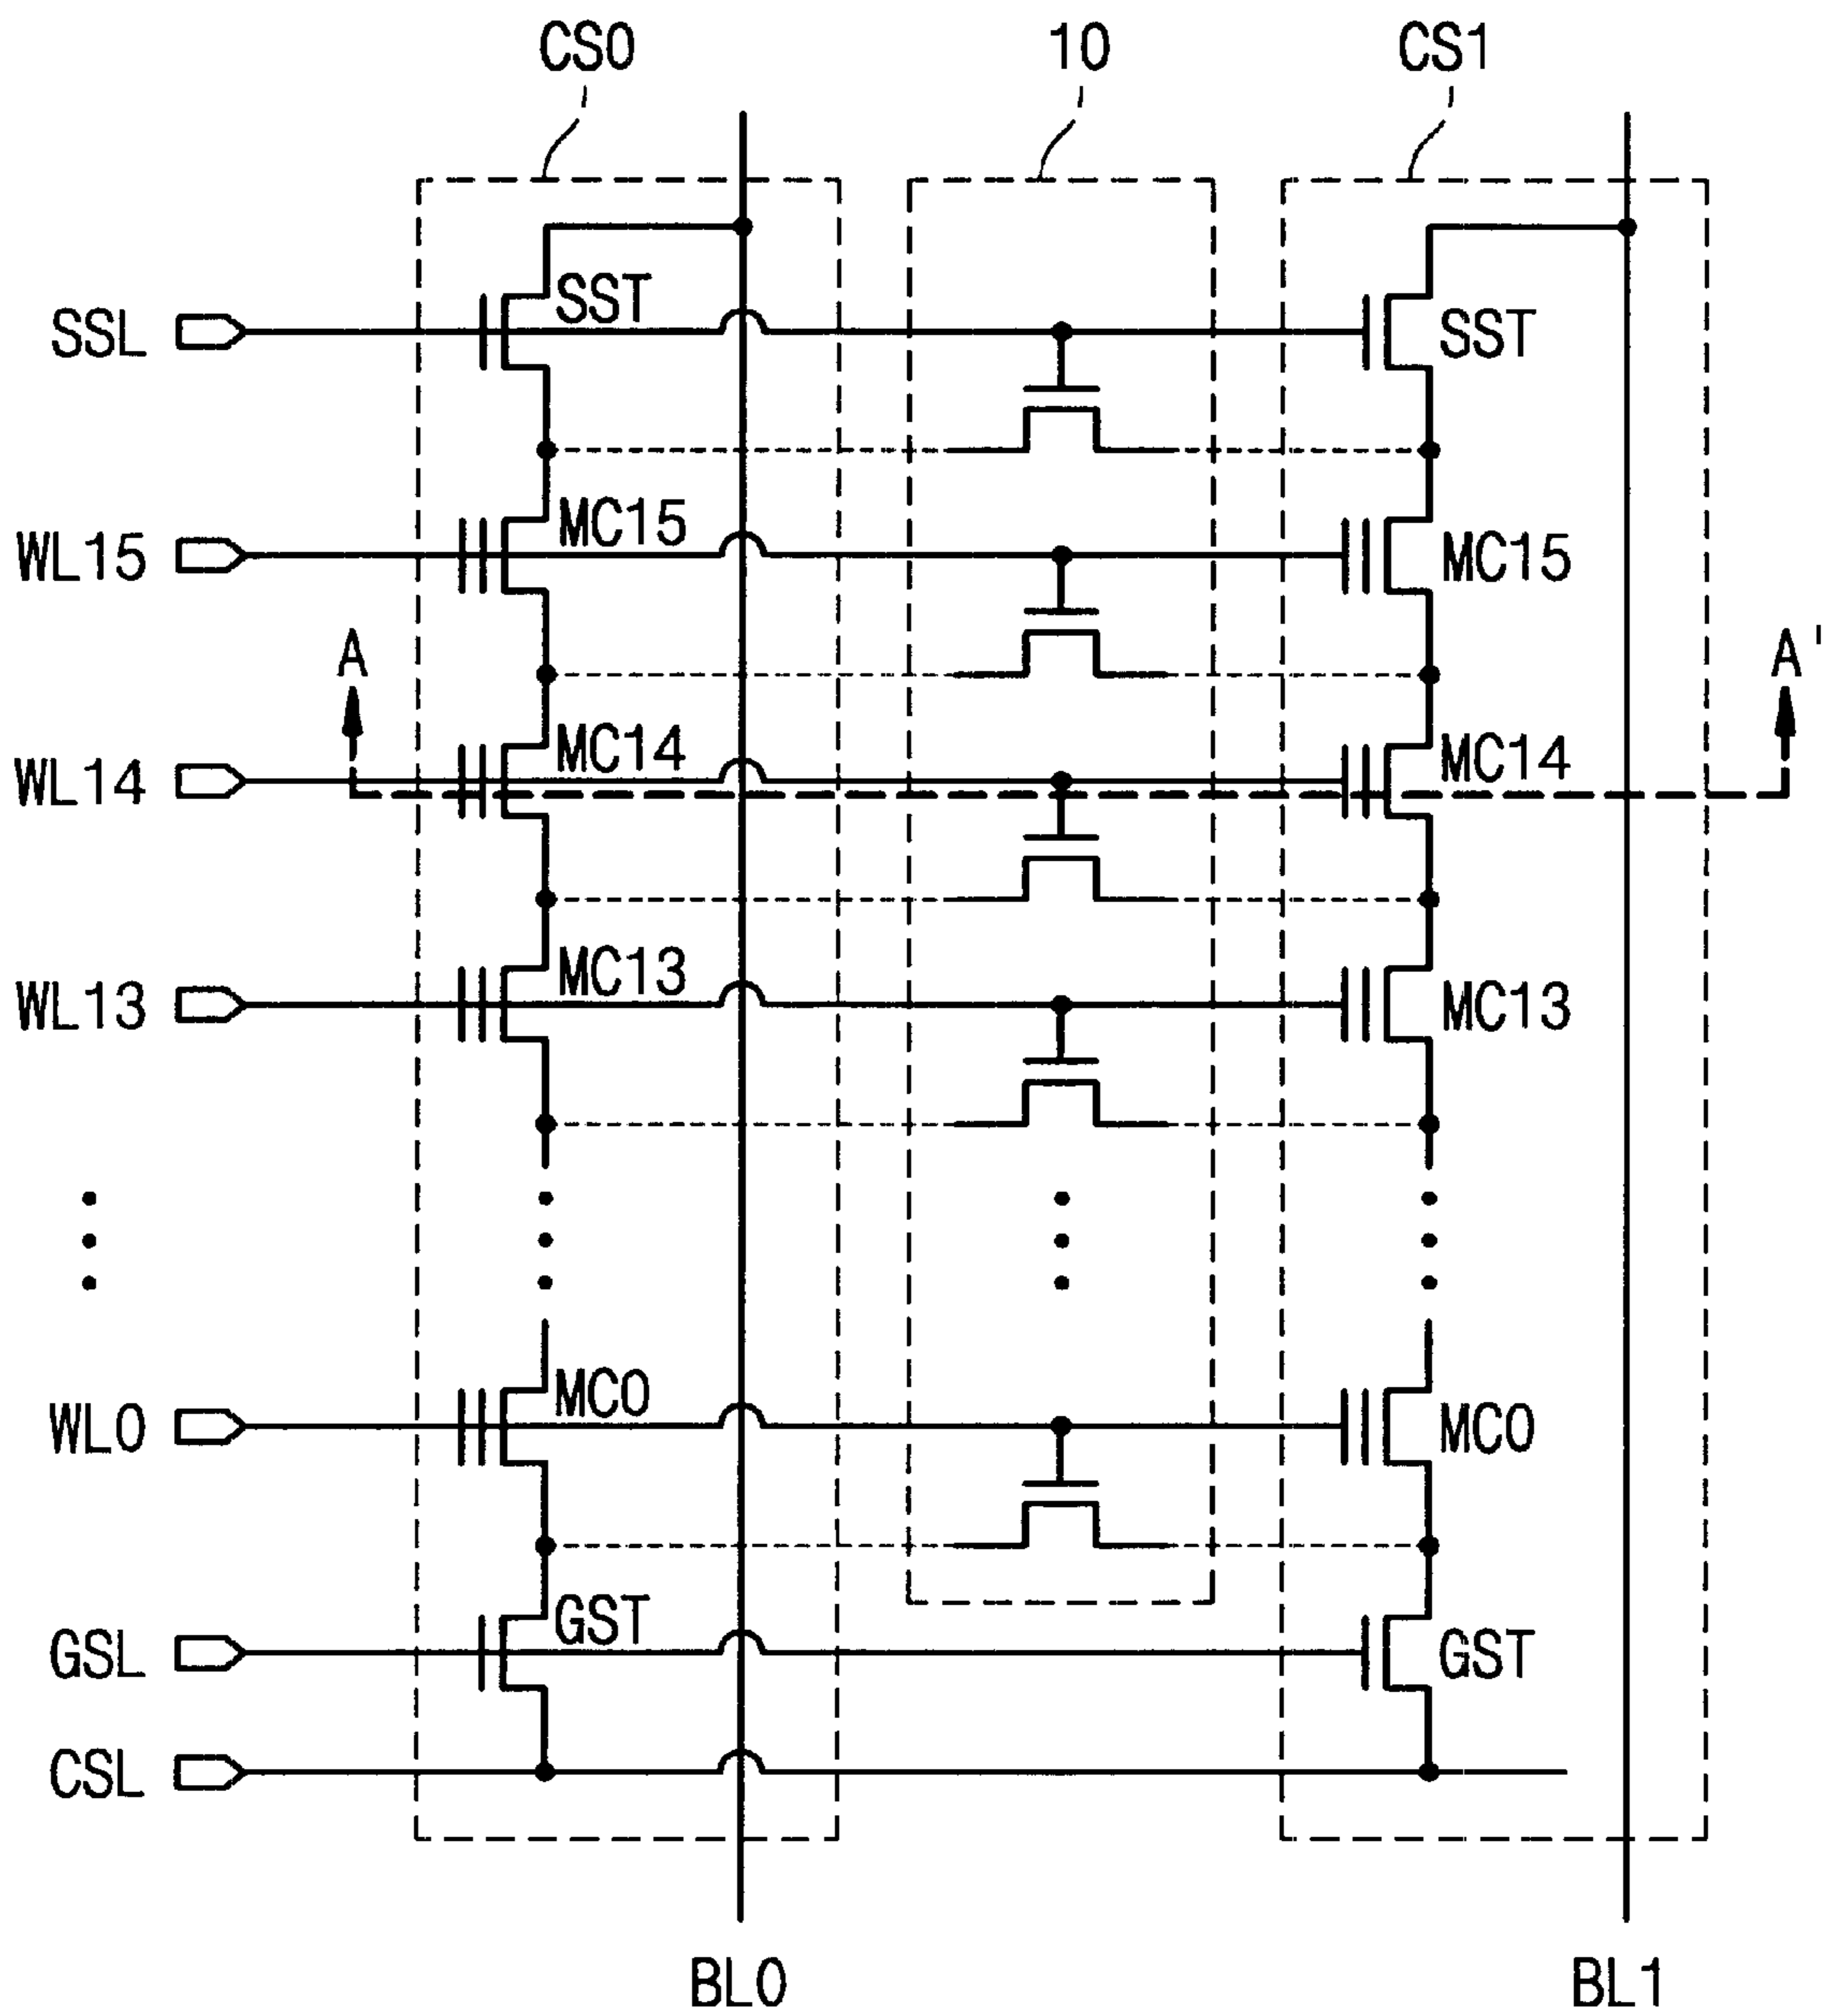 CS0 10 CS1
SSL SST SST
WL15 MC15 MC15
A A'
WL14 MC14 MC14
WL13 MC13 MC13
WL0 MC0 MC0
GSL GST GST
CSL
BL0 BL1